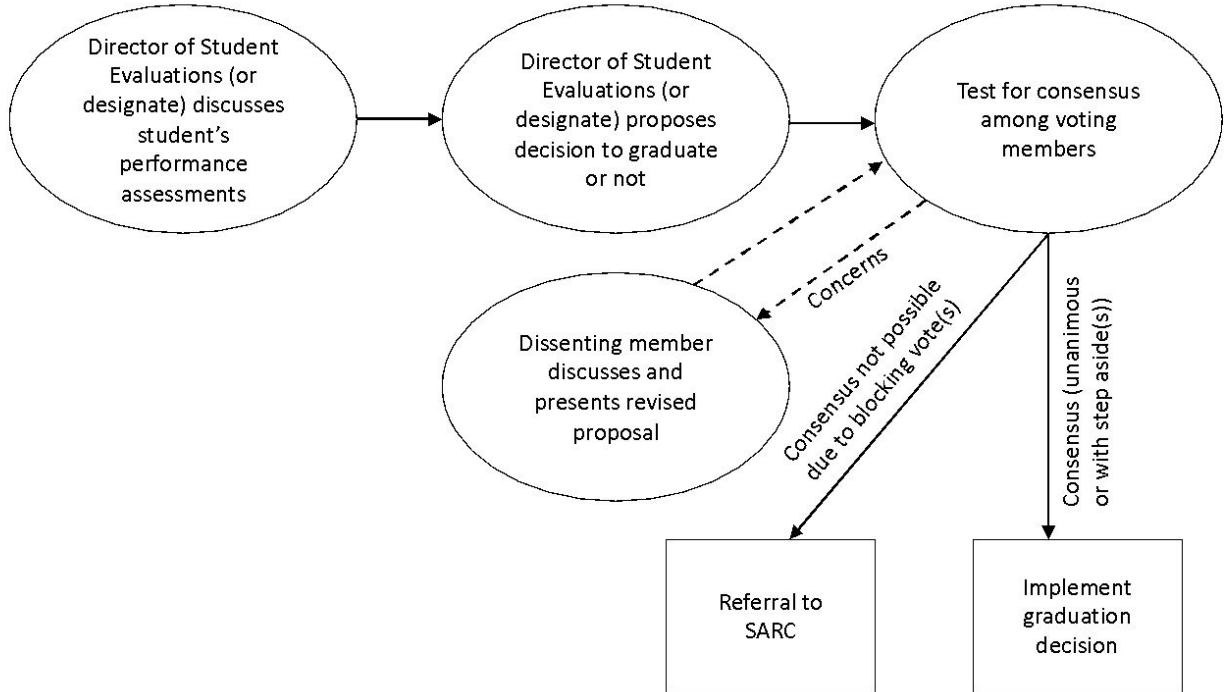 Director of Student
Evaluations (or
designate) discusses
student’s
performance
assessments
Director of Student
Evaluations (or
designate) proposes
decision to graduate
or not
Test for consensus
among voting
members
Concerns
Dissenting member
discusses and
presents revised
proposal
Consensus not possible
due to blocking vote(s)
Consensus (unanimous
or with step aside(s))
Referral to
SARC
Implement
graduation
decision